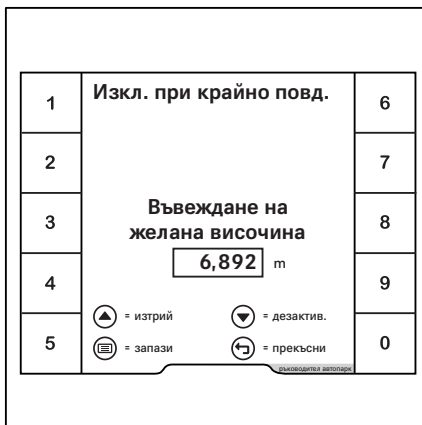 Изкл. при крайно повд.
1
6
2
7
3
8
Въвеждане на
желана височина
6,892 m
4
9
= изтрий
= дезактив.
5
0
= запази
= прекъсни
ръководител автопарк